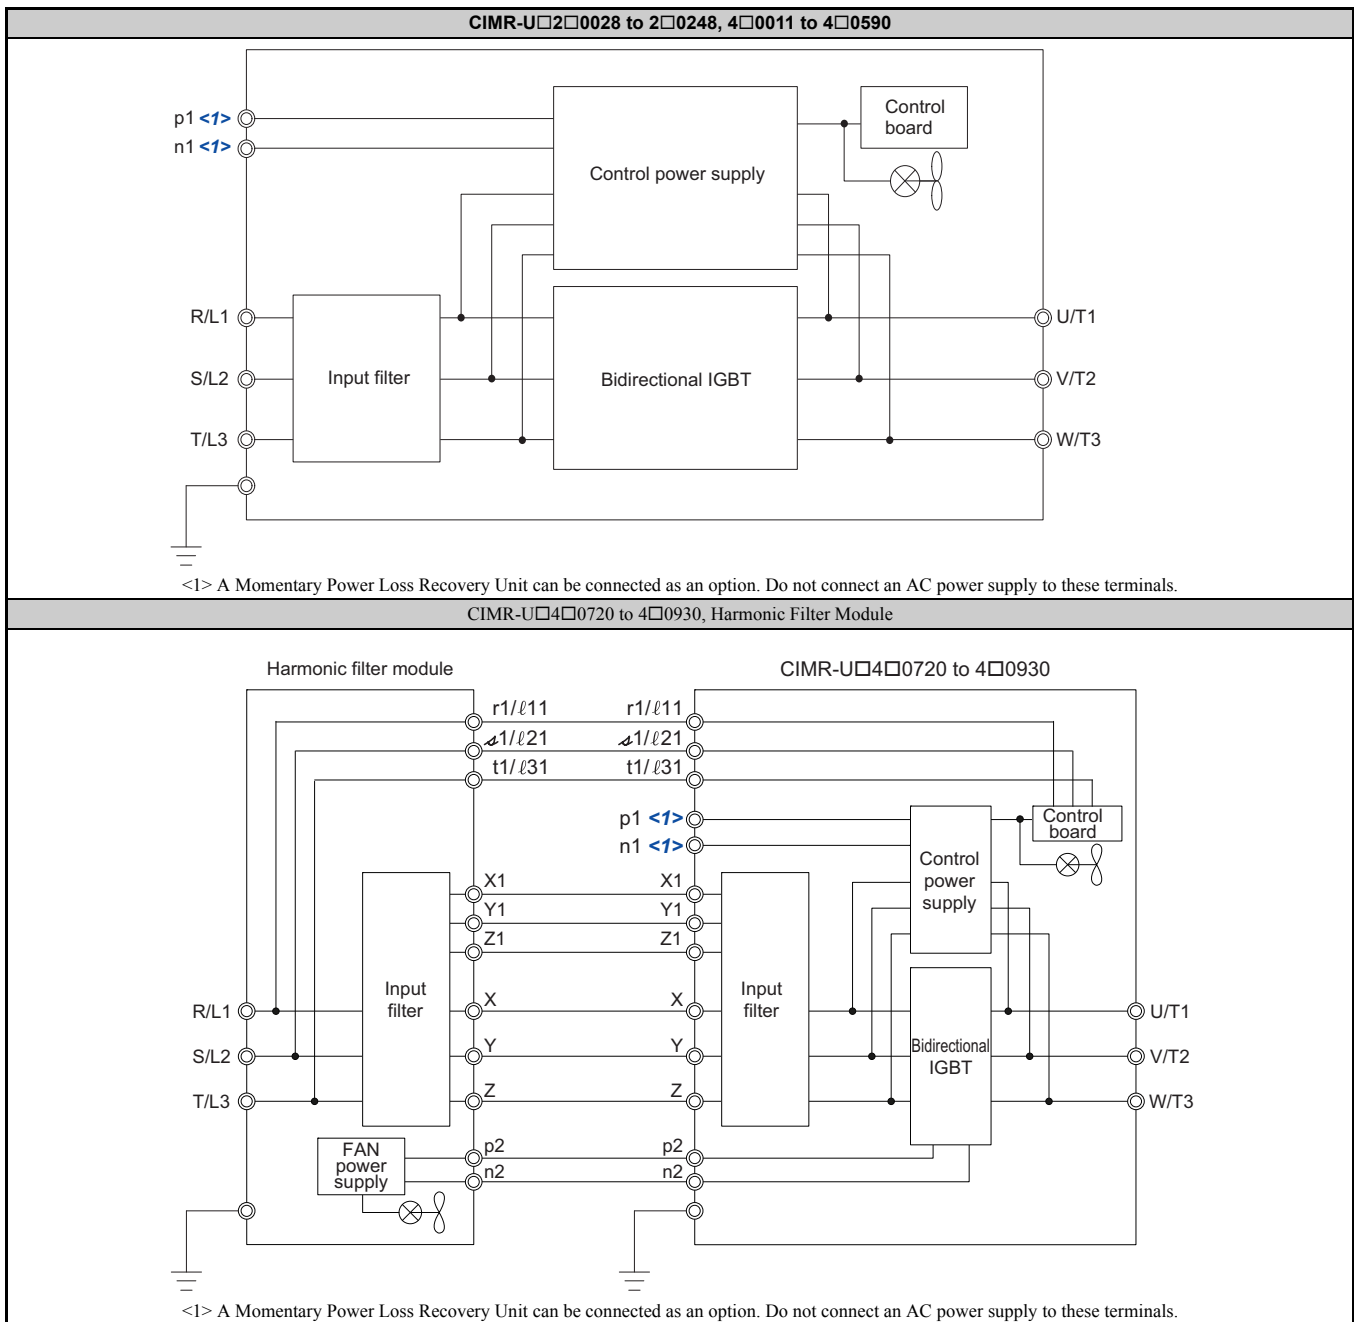 CIMR-U□2□0028 to 2□0248, 4□0011 to 4□0590
p1 <1>
n1 <1>
Control power supply
Control
board
R/L1
S/L2
T/L3
Input filter
Bidirectional IGBT
U/T1
V/T2
W/T3
<1> A Momentary Power Loss Recovery Unit can be connected as an option. Do not connect an AC power supply to these terminals.
CIMR-U□4□0720 to 4□0930, Harmonic Filter Module
Harmonic filter module
CIMR-U□4□0720 to 4□0930
r1/ℓ11
r1/ℓ11
s1/ℓ21
s1/ℓ21
t1/ℓ31
t1/ℓ31
p1 <1>
n1 <1>
Control
power
supply
Control
board
X1
X1
Y1
Y1
Z1
Z1
R/L1
S/L2
T/L3
Input
filter
X
X
Y
Y
Z
Z
Input
filter
Bidirectional
IGBT
U/T1
V/T2
W/T3
FAN
power
supply
p2
p2
n2
n2
<1> A Momentary Power Loss Recovery Unit can be connected as an option. Do not connect an AC power supply to these terminals.